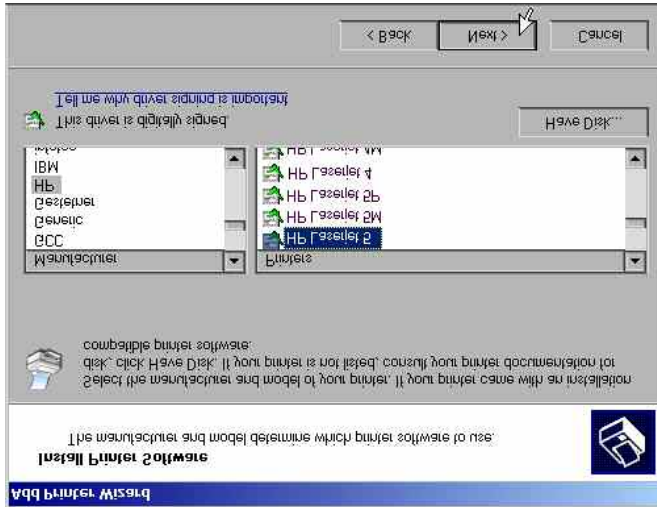 Add Printer Wizard
Install Printer Software
The manufacturer and model determine which printer software to use.
Select the manufacturer and model of your printer. If your printer came with an installation
disk, click Have Disk. If your printer is not listed, consult your printer documentation for
compatible printer software.
Manufacturer
GCC
Generic
Gestetner
HP
IBM
infotec
Printers
HP Laserjet 5
HP Laserjet 5M
HP Laserjet 5P
HP Laserjet 4
HP Laserjet 4M
This driver is digitally signed.
Tell me why driver signing is important
Have Disk...
< Back
Next >
Cancel